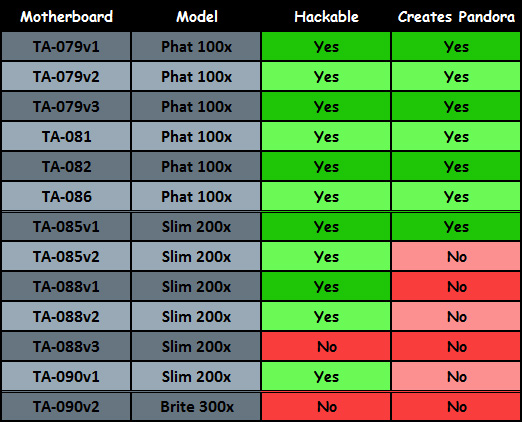 Motherboard Model Hackable Creates Pandora
TA-079v1 Phat 100x Yes Yes
TA-079v2 Phat 100x Yes Yes
TA-079v3 Phat 100x Yes Yes
TA-081 Phat 100x Yes Yes
TA-082 Phat 100x Yes Yes
TA-086 Phat 100x Yes Yes
TA-085v1 Slim 200x Yes Yes
TA-085v2 Slim 200x Yes No
TA-088v1 Slim 200x Yes No
TA-088v2 Slim 200x Yes No
TA-088v3 Slim 200x No No
TA-090v1 Slim 200x Yes No
TA-090v2 Brite 300x No No